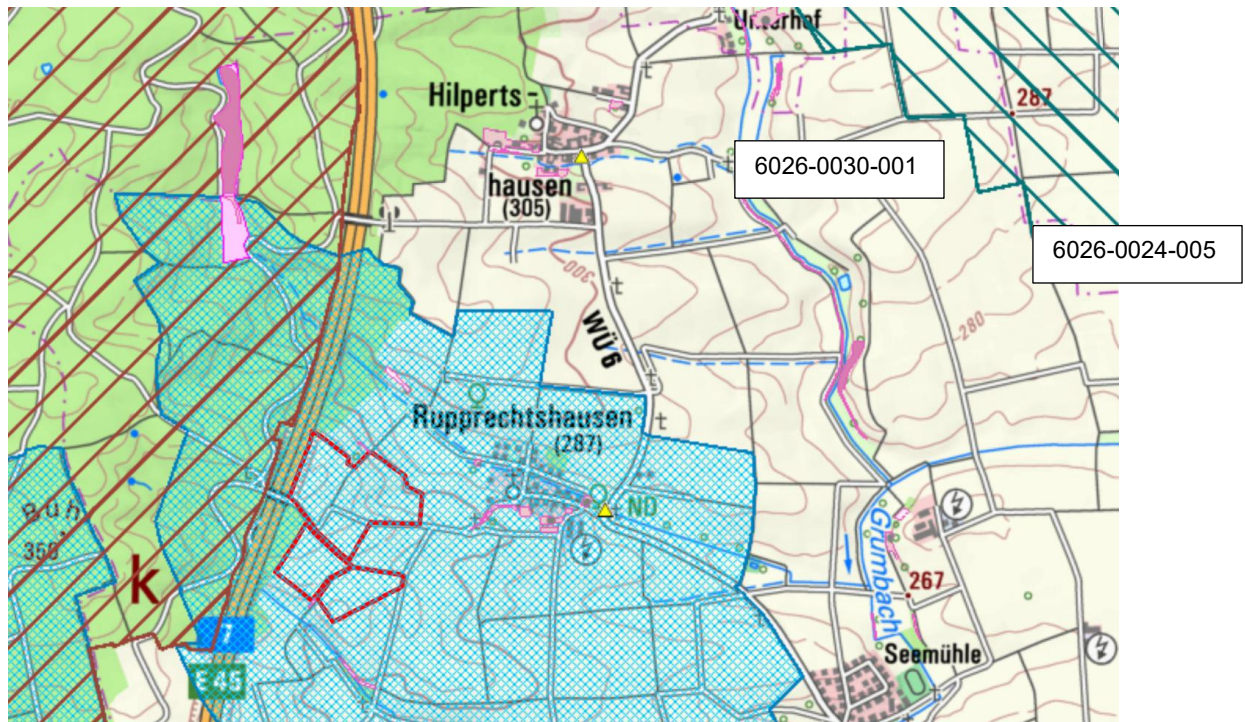 Unterhof
287
Hilperts-
6026-0030-001
hausen
(305)
6026-0024-005
300
280
WÜ 6
Rupprechtshausen
(287)
ND
Grumbach
k
267
7
E 45
Seemühle